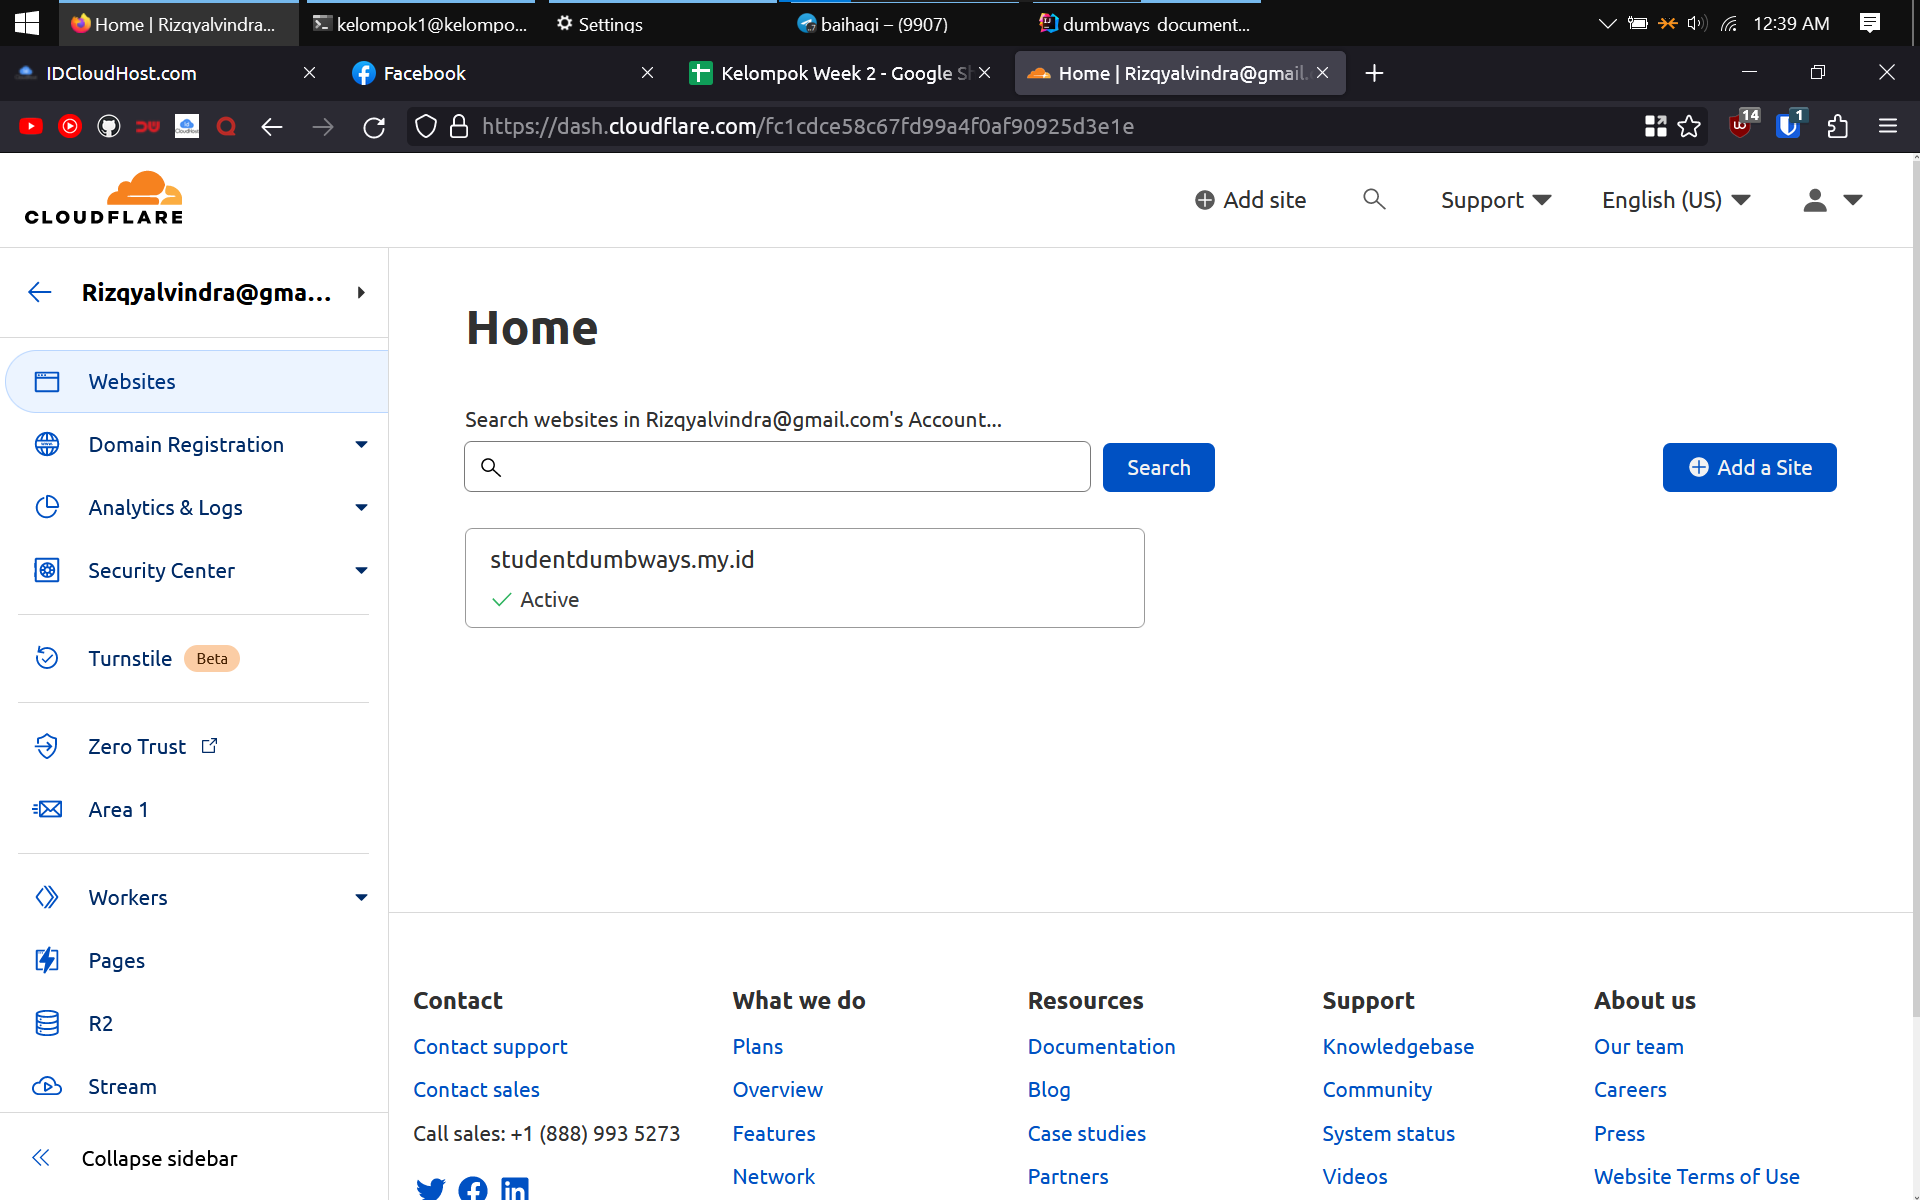 Home | Rizqyalvindra...
kelompok1@kelompo...
Settings
baihaqi – (9907)
dumbways document...
12:39 AM
IDCloudHost.com
Facebook
Kelompok Week 2 - Google Sh
Home | Rizqyalvindra@gmail.
https://dash.cloudflare.com/fc1cdce58c67fd99a4f0af90925d3e1e
14
1
CLOUDFLARE
Add site
Support
English (US)
Rizqyalvindra@gma...
Websites
Domain Registration
Analytics & Logs
Security Center
Turnstile Beta
Zero Trust
Area 1
Workers
Pages
R2
Stream
Collapse sidebar
Home
Search websites in Rizqyalvindra@gmail.com's Account...
Search
Add a Site
studentdumbways.my.id
Active
Contact
Contact support
Contact sales
Call sales: +1 (888) 993 5273
What we do
Plans
Overview
Features
Network
Resources
Documentation
Blog
Case studies
Partners
Support
Knowledgebase
Community
System status
Videos
About us
Our team
Careers
Press
Website Terms of Use